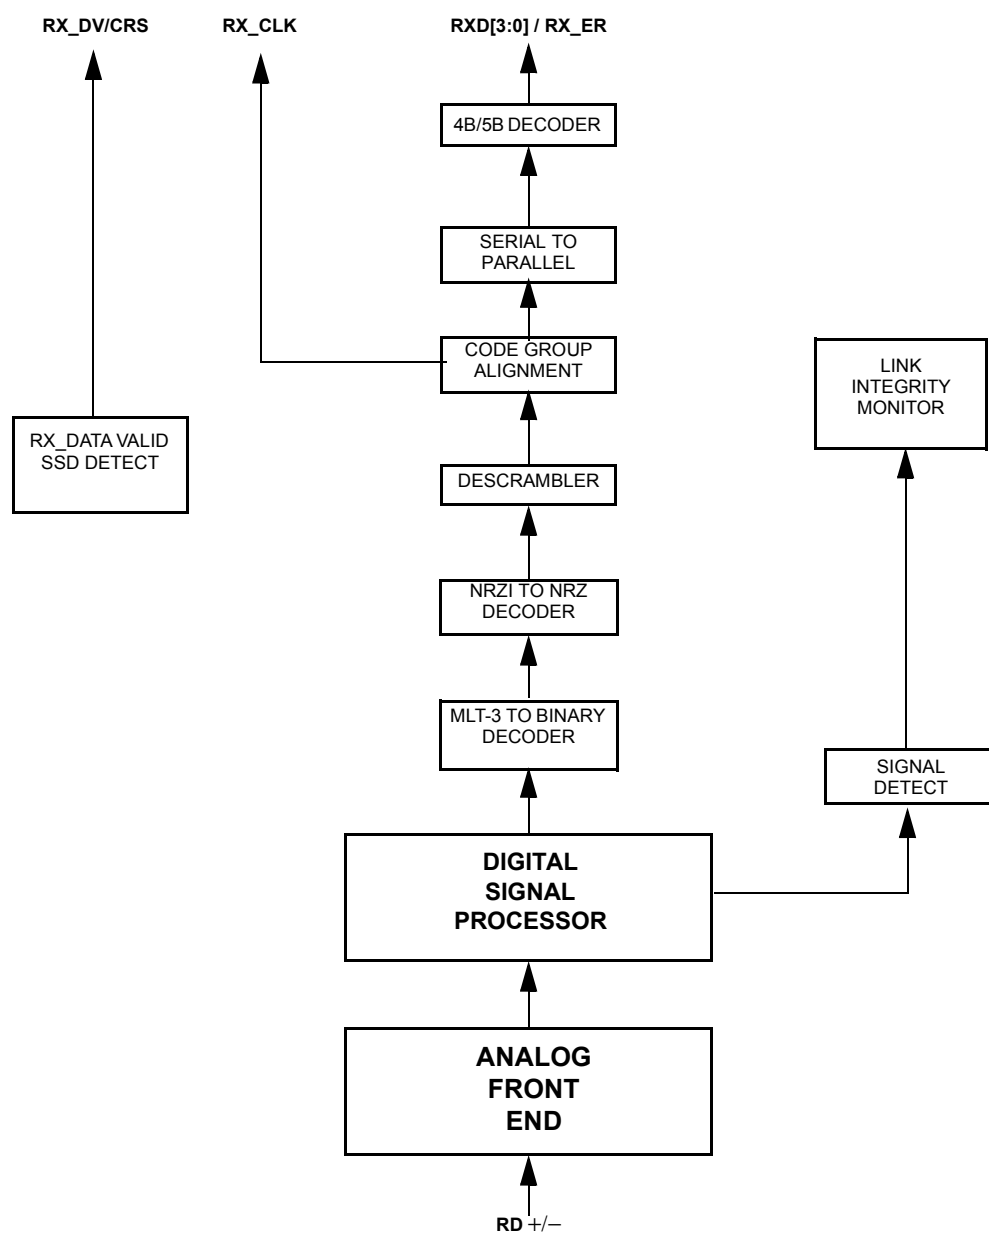 RX_DV/CRS
RX_CLK
RXD[3:0] / RX_ER
4B/5B DECODER
SERIAL TO
PARALLEL
CODE GROUP
ALIGNMENT
LINK
INTEGRITY
MONITOR
RX_DATA VALID
SSD DETECT
DESCRAMBLER
NRZI TO NRZ
DECODER
MLT-3 TO BINARY
DECODER
SIGNAL
DETECT
DIGITAL
SIGNAL
PROCESSOR
ANALOG
FRONT
END
RD +/−